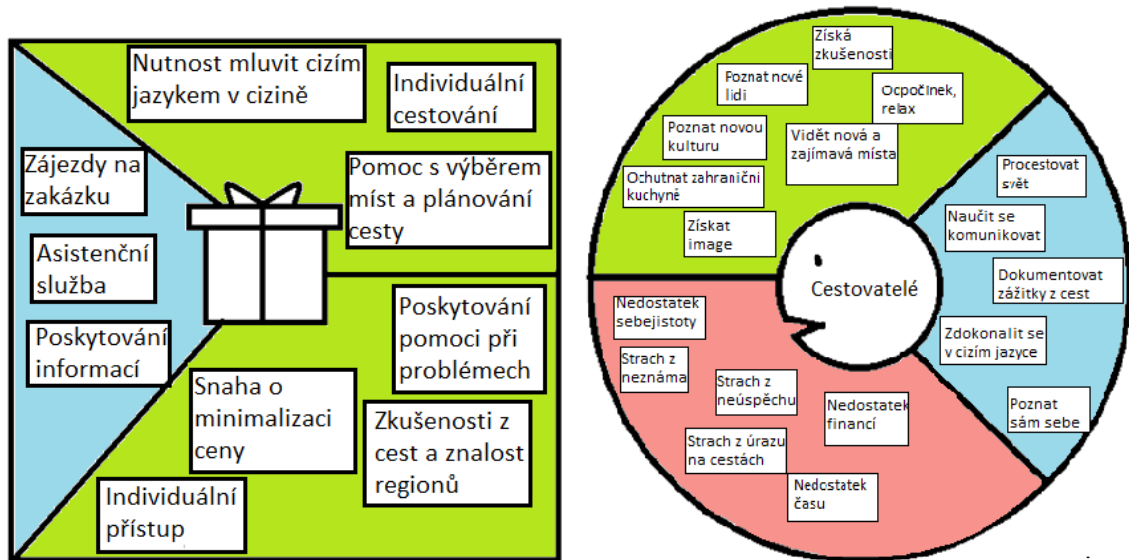 Nutnost mluvit cizím
jazykem v cizině
Individuální
cestování
Pomoc s výběrem
míst a plánování
cesty
Zájezdy na
zakázku
Asistenční
služba
Poskytování
informací
Poskytování
pomoci při
problémech
Snaha o
minimalizaci
ceny
Zkušenosti z
cest a znalost
regionů
Individuální
přístup
Získá
zkušenosti
Poznat nové
lidi
Ocpočinek,
relax
Poznat novou
kulturu
Vidět nová a
zajímavá místa
Ochutnat zahraniční
kuchyně
Získat
image
Procestovat
svět
Naučit se
komunikovat
Dokumentovat
zážitky z cest
Zdokonalit se
v cizím jazyce
Poznat
sám sebe
Cestovatelé
Nedostatek
sebejistoty
Strach z
neznáma
Strach z
neúspěchu
Nedostatek
financí
Strach z úrazu
na cestách
Nedostatek
času